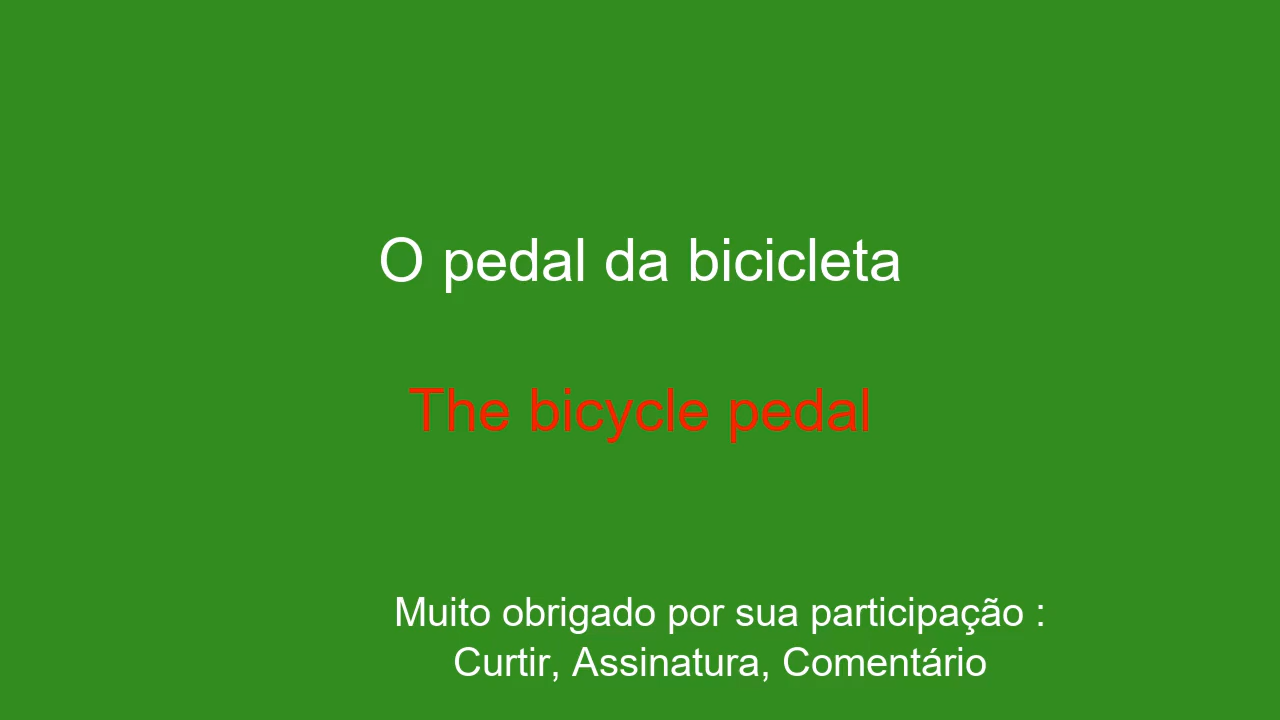 O pedal da bicicleta
The bicycle pedal
Muito obrigado por sua participação :
Curtir, Assinatura, Comentário